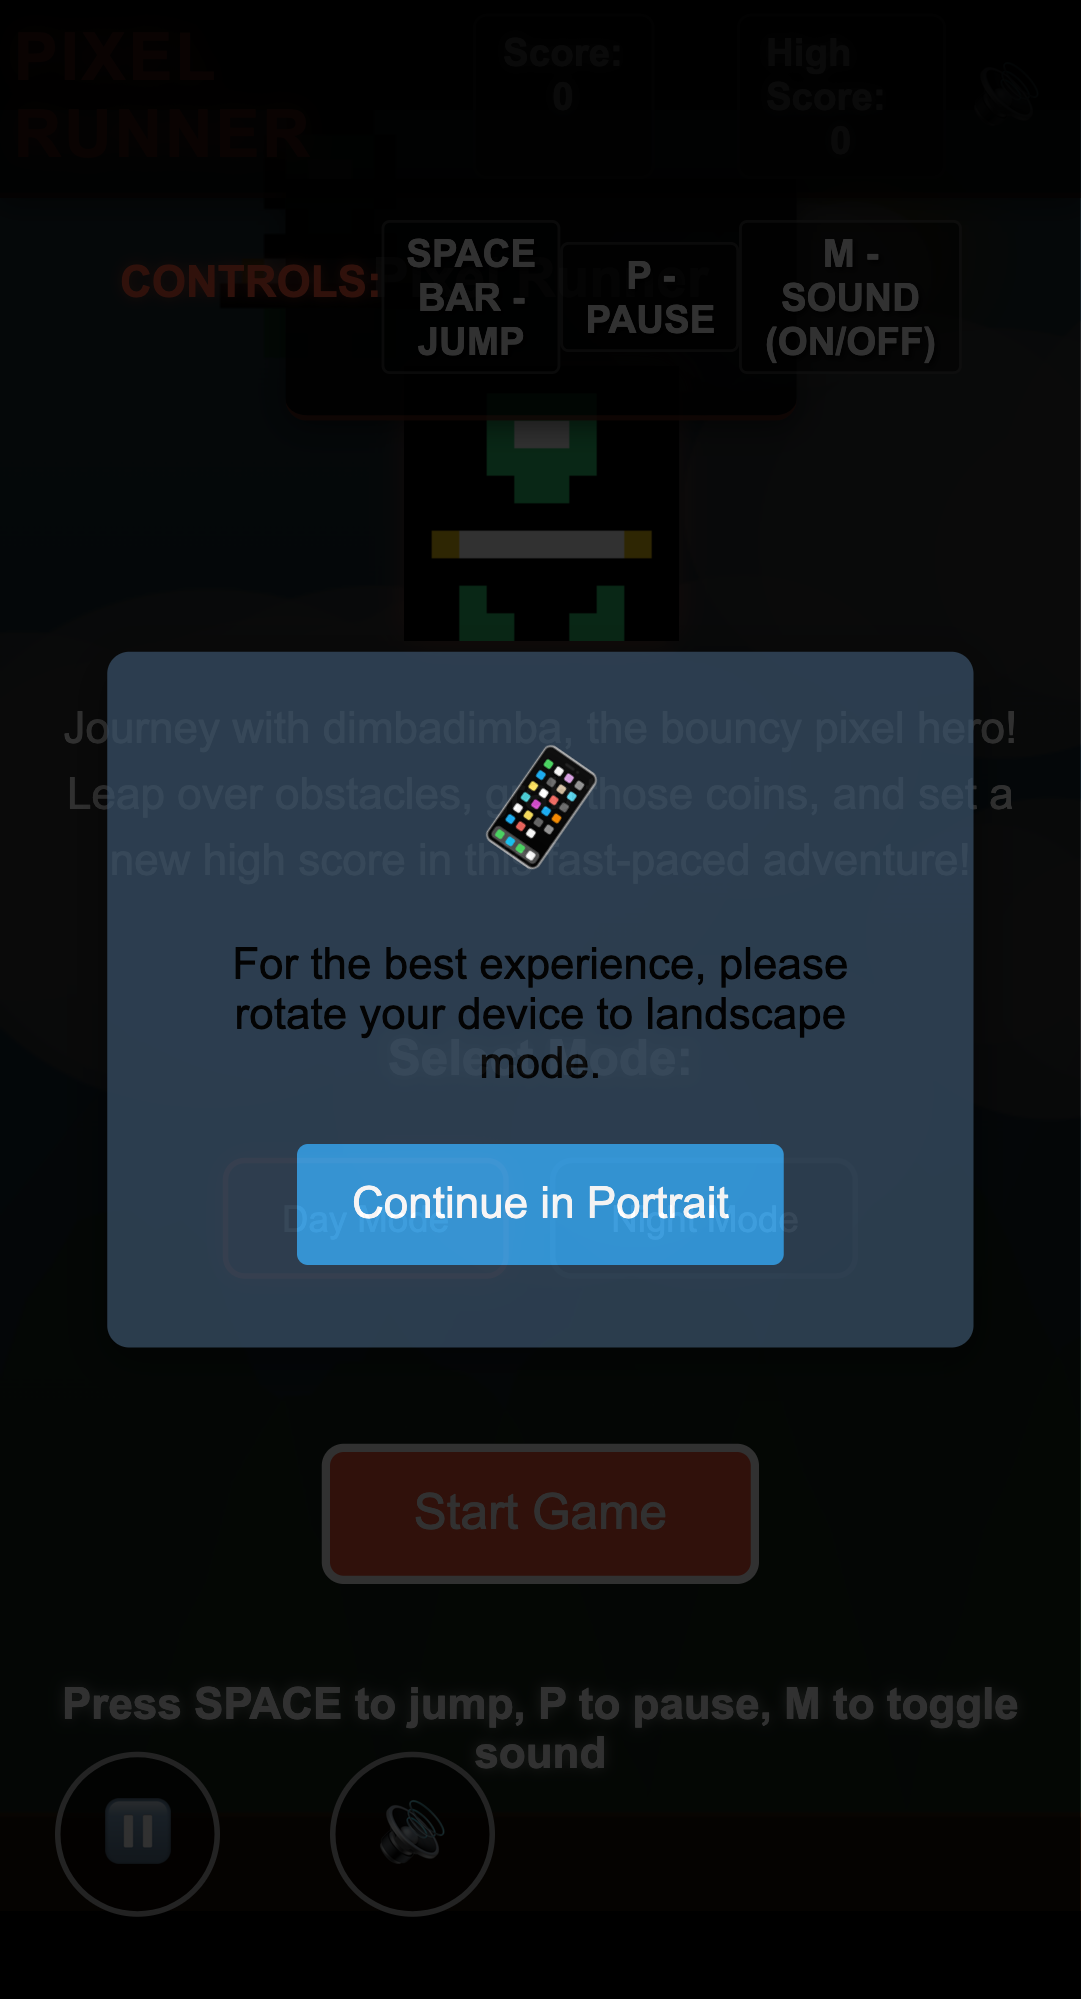 PIXEL
RUNNER
Score:
0
High
Score:
0
CONTROLS:
SPACE
BAR -
JUMP
P -
PAUSE
M -
SOUND
(ON/OFF)
Pixel Runner
Journey with dimbadimba, the bouncy pixel hero!
Leap over obstacles, grab those coins, and set a
new high score in this fast-paced adventure!
For the best experience, please
rotate your device to landscape
mode.
Select Mode:
Continue in Portrait
Day Mode
Night Mode
Start Game
Press SPACE to jump, P to pause, M to toggle
sound